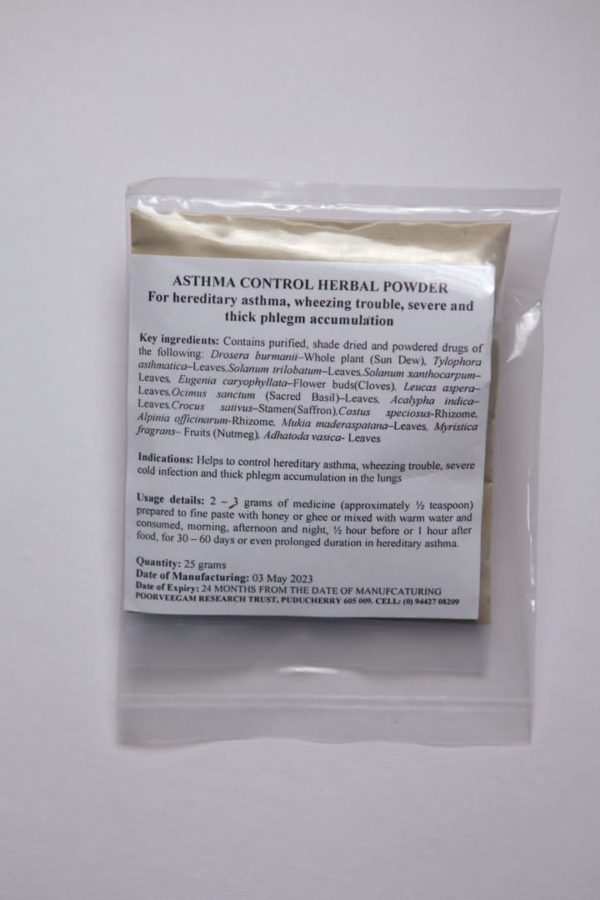 ASTHMA CONTROL HERBAL POWDER
For hereditary asthma, wheezing trouble, severe and
thick phlegm accumulation
Key ingredients: Contains purified, shade dried and powdered drugs of
the following: Drosera burmanii–Whole plant (Sun Dew), Tylophora
asthmatica–Leaves,Solanum trilobatum–Leaves,Solanum xanthocarpum–
Leaves, Eugenia caryophyllata–Flower buds(Cloves), Leucas aspera–
Leaves,Ocimus sanctum (Sacred Basil)–Leaves, Acalypha indica–
Leaves,Crocus sativus–Stamen(Saffron),Costus speciosus-Rhizome,
Alpinia officinarum-Rhizome, Mukia maderaspatana–Leaves, Myristica
fragrans– Fruits (Nutmeg), Adhatoda vasica- Leaves
Indications: Helps to control hereditary asthma, wheezing trouble, severe
cold infection and thick phlegm accumulation in the lungs
Usage details: 2 – 3 grams of medicine (approximately ½ teaspoon)
prepared to fine paste with honey or ghee or mixed with warm water and
consumed, morning, afternoon and night, ½ hour before or 1 hour after
food, for 30 – 60 days or even prolonged duration in hereditary asthma.
Quantity: 25 grams
Date of Manufacturing: 03 May 2023
Date of Expiry: 24 MONTHS FROM THE DATE OF MANUFCATURING
POORVEEGAM RESEARCH TRUST, PUDUCHERRY 605 009. CELL: (0) 94427 08209